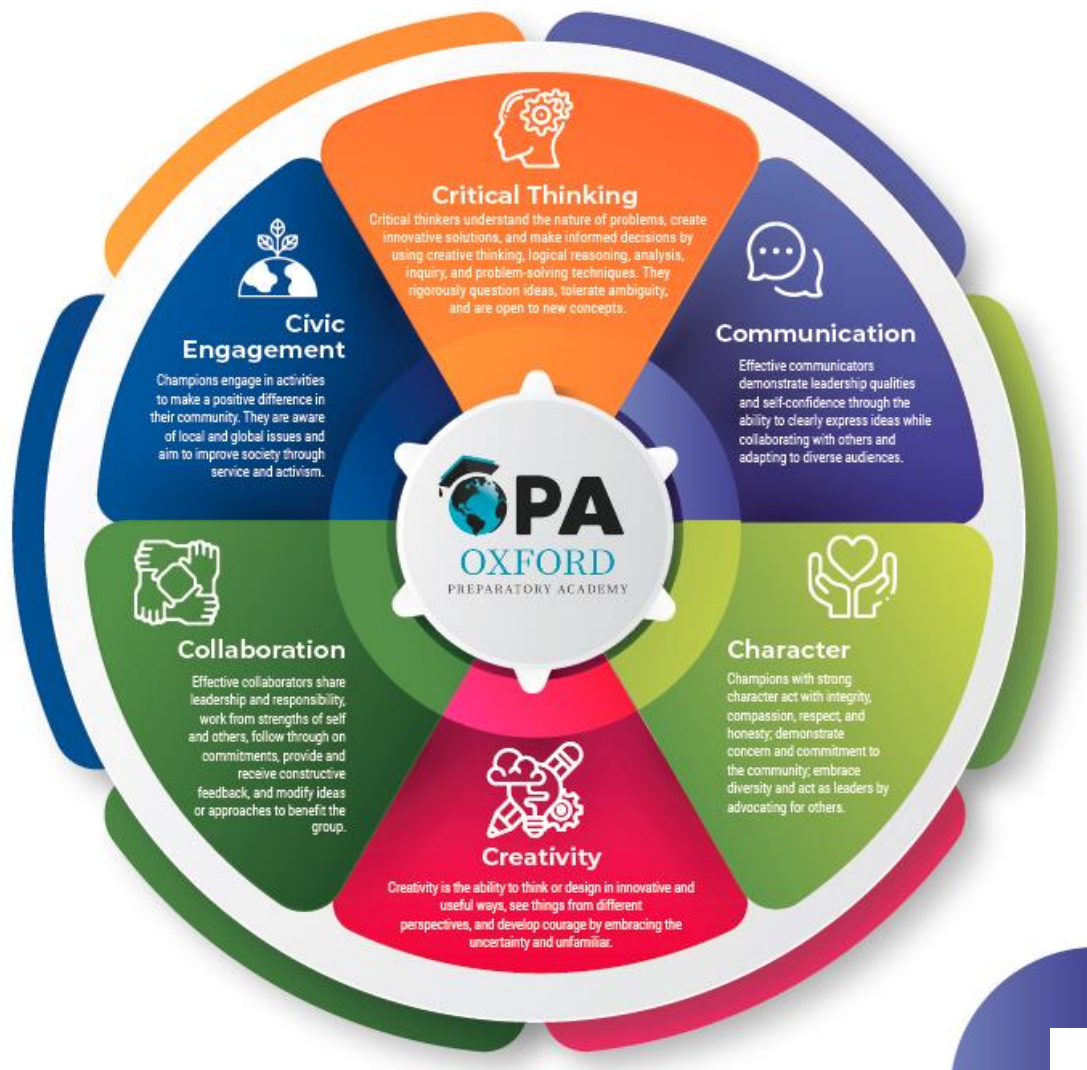 Critical Thinking
Critical thinkers understand the nature of problems, create
innovative solutions, and make informed decisions by
using creative thinking, logical reasoning, analysis,
inquiry, and problem-solving techniques. They
rigorously question ideas, tolerate ambiguity,
and are open to new concepts.
Communication
Effective communicators
demonstrate leadership qualities
and self-confidence through the
ability to clearly express ideas while
collaborating with others and
adapting to diverse audiences.
Character
Champions with strong
character act with integrity,
compassion, respect, and
honesty; demonstrate
concern and commitment to
the community; embrace
diversity and act as leaders by
advocating for others.
Creativity
Creativity is the ability to think or design in innovative and
useful ways, see things from different
perspectives, and develop courage by embracing the
uncertainty and unfamiliar.
Collaboration
Effective collaborators share
leadership and responsibility,
work from strengths of self
and others, follow through on
commitments, provide and
receive constructive
feedback, and modify ideas
or approaches to benefit the
group.
Civic
Engagement
Champions engage in activities
to make a positive difference in
their community. They are aware
of local and global issues and
aim to improve society through
service and activism.
OPA
OXFORD
PREPARATORY ACADEMY